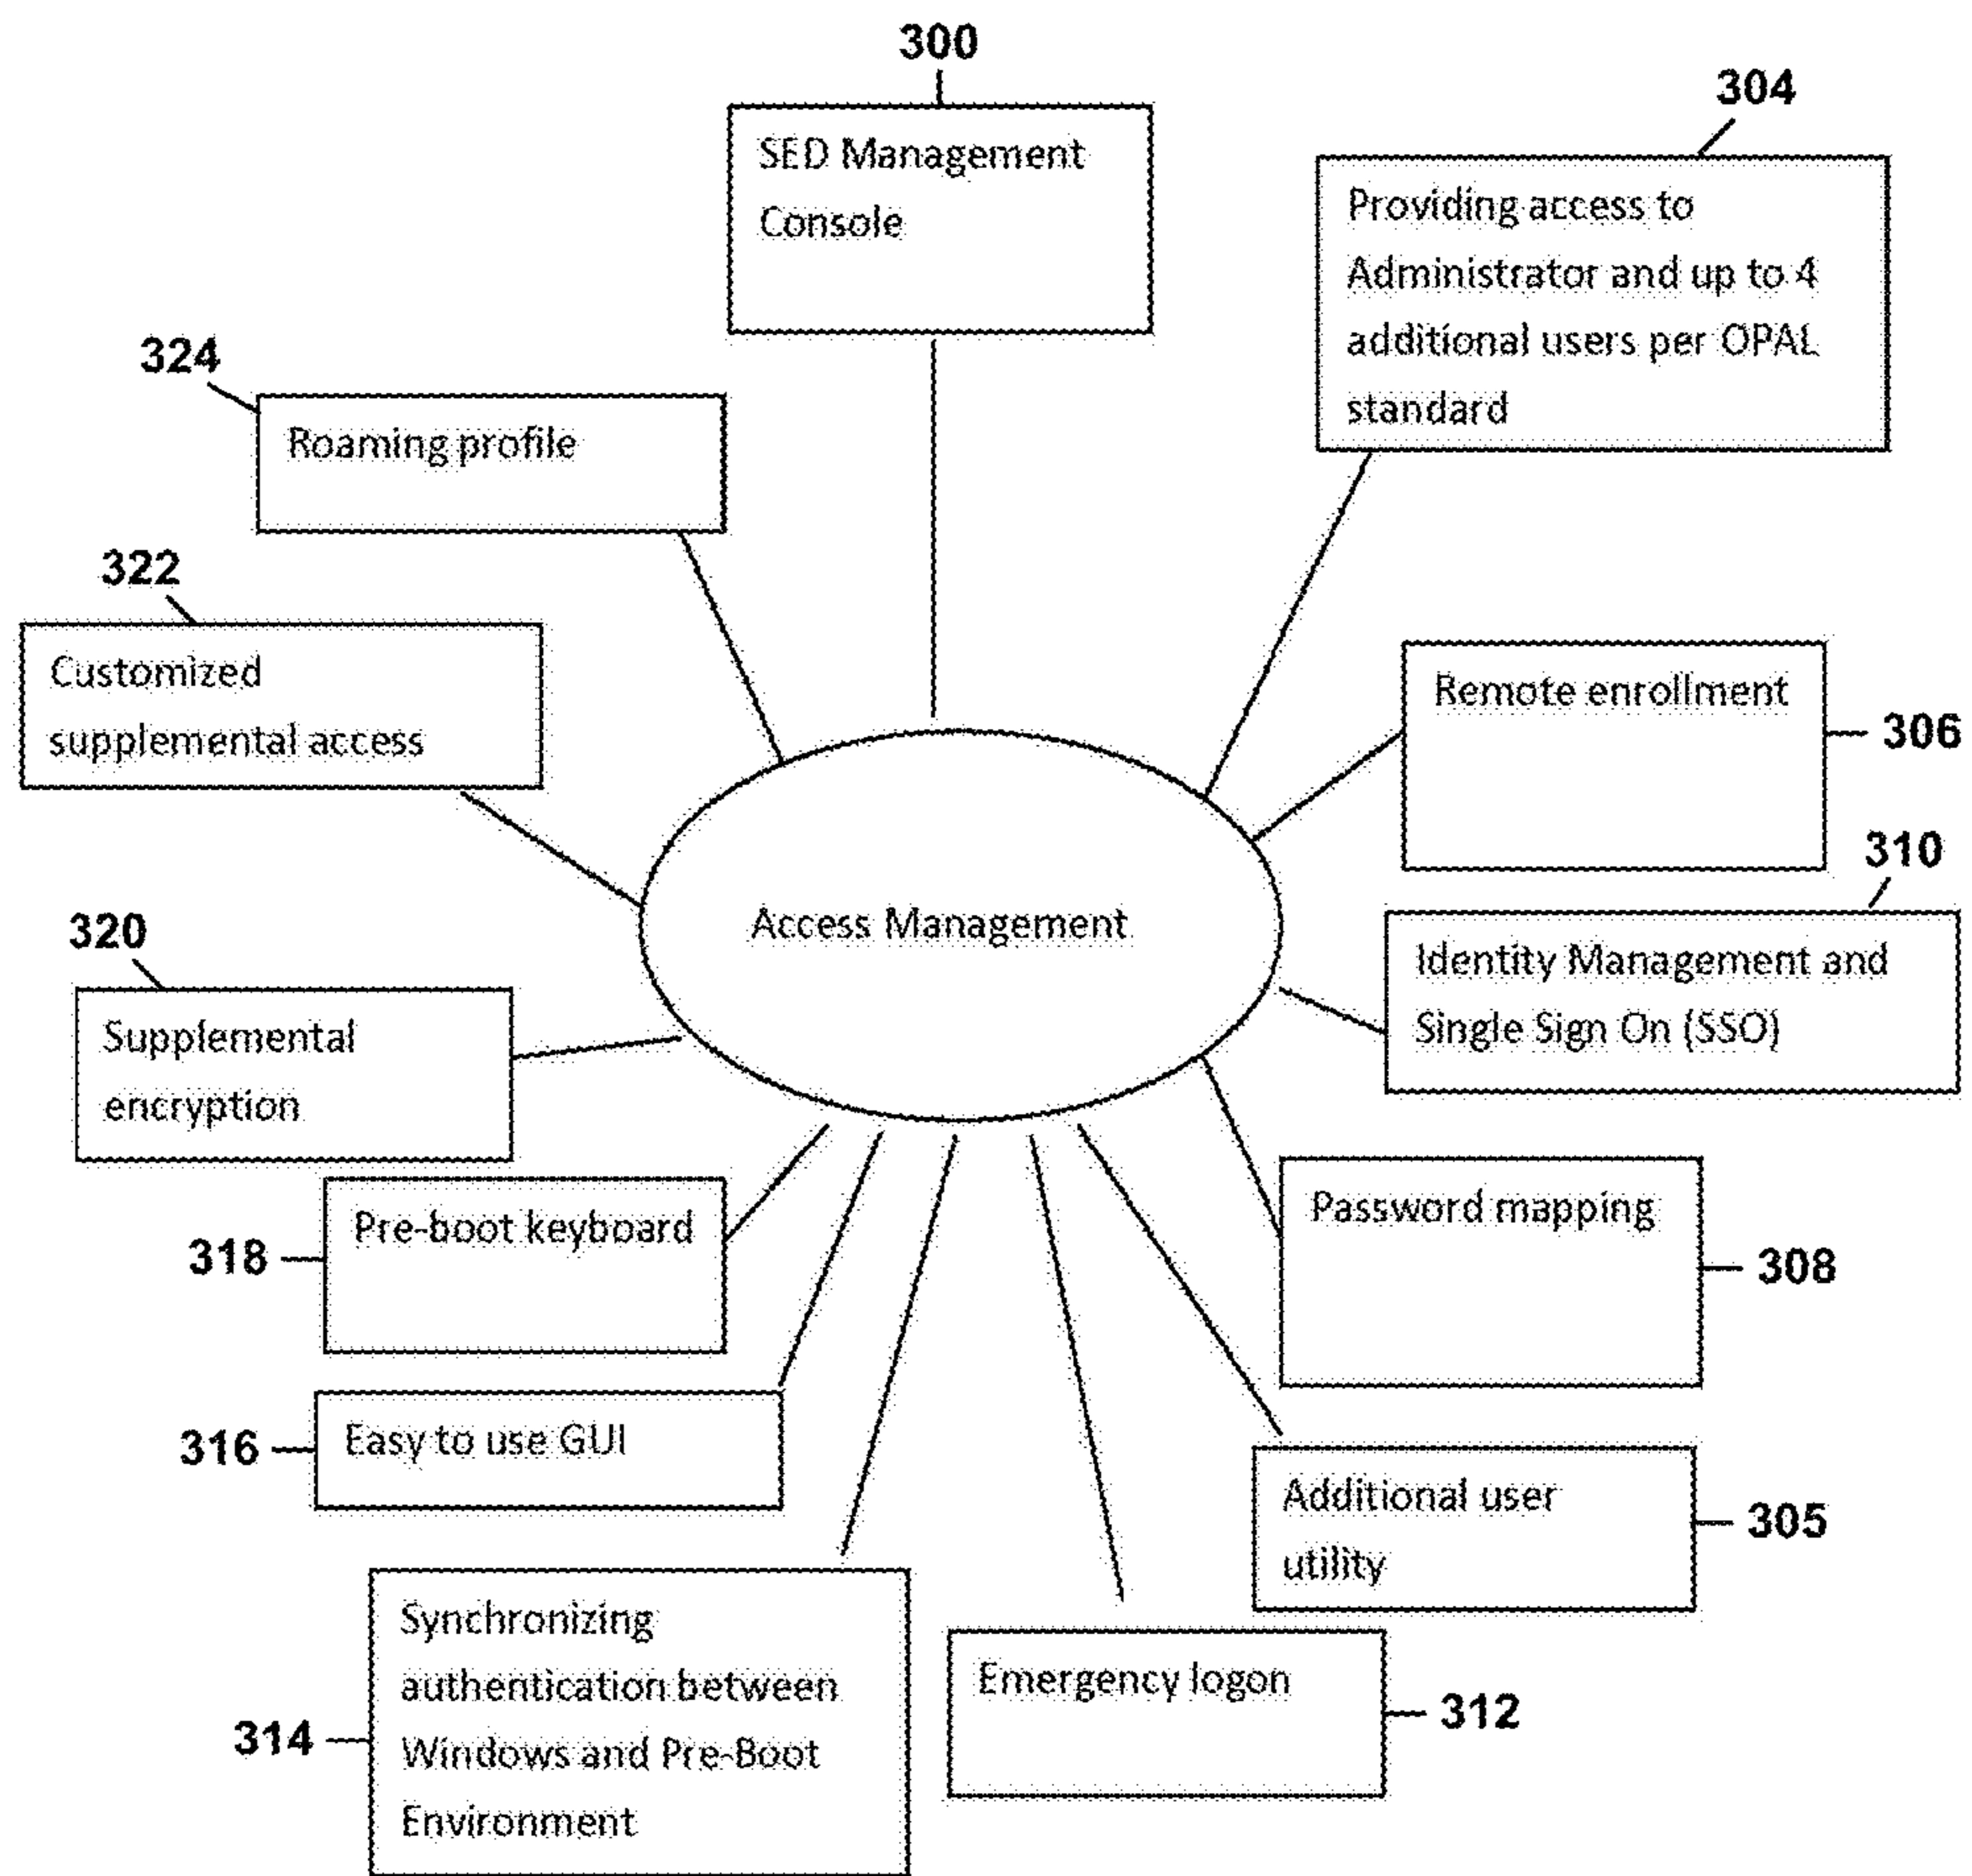 300
SED Management
Console
304
Providing access to
Administrator and up to 4
additional users per OPAL
standard
324
Roaming profile
322
Customized
supplemental access
Remote enrollment
306
310
Identity Management and
Single Sign On (SSO)
Access Management
320
Supplemental
encryption
318
Pre-boot keyboard
Password mapping
308
316
Easy to use GUI
Additional user
utility
305
314
Synchronizing
authentication between
Windows and Pre-Boot
Environment
Emergency logon
312